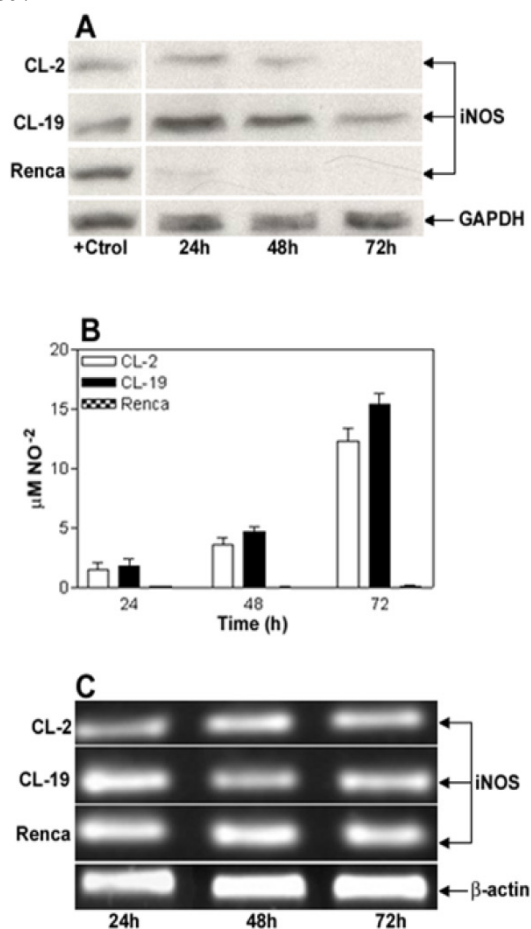 A
CL-2
CL-19
iNOS
Renca
GAPDH
+Ctrol 24h 48h 72h
B
20
15
10
5
0
µM NO-2
CL-2
CL-19
Renca
24 48 72
Time (h)
C
CL-2
CL-19
iNOS
Renca
β-actin
24h 48h 72h